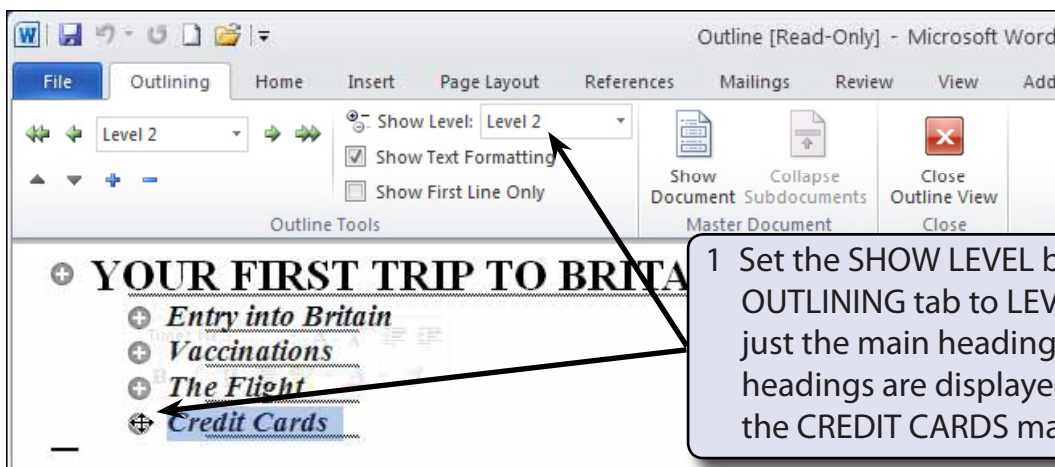 W Outline [Read-Only] - Microsoft Word
File Outlining Home Insert Page Layout References Mailings Review View Add
Level 2
Show Level: Level 2
Show Text Formatting
Show First Line Only
Outline Tools
Show Document
Collapse Subdocuments
Master Document
Close Outline View
Close
YOUR FIRST TRIP TO BRITA
Entry into Britain
Vaccinations
The Flight
Credit Cards
1 Set the SHOW LEVEL b
OUTLINING tab to LEV
just the main heading
headings are displaye
the CREDIT CARDS ma